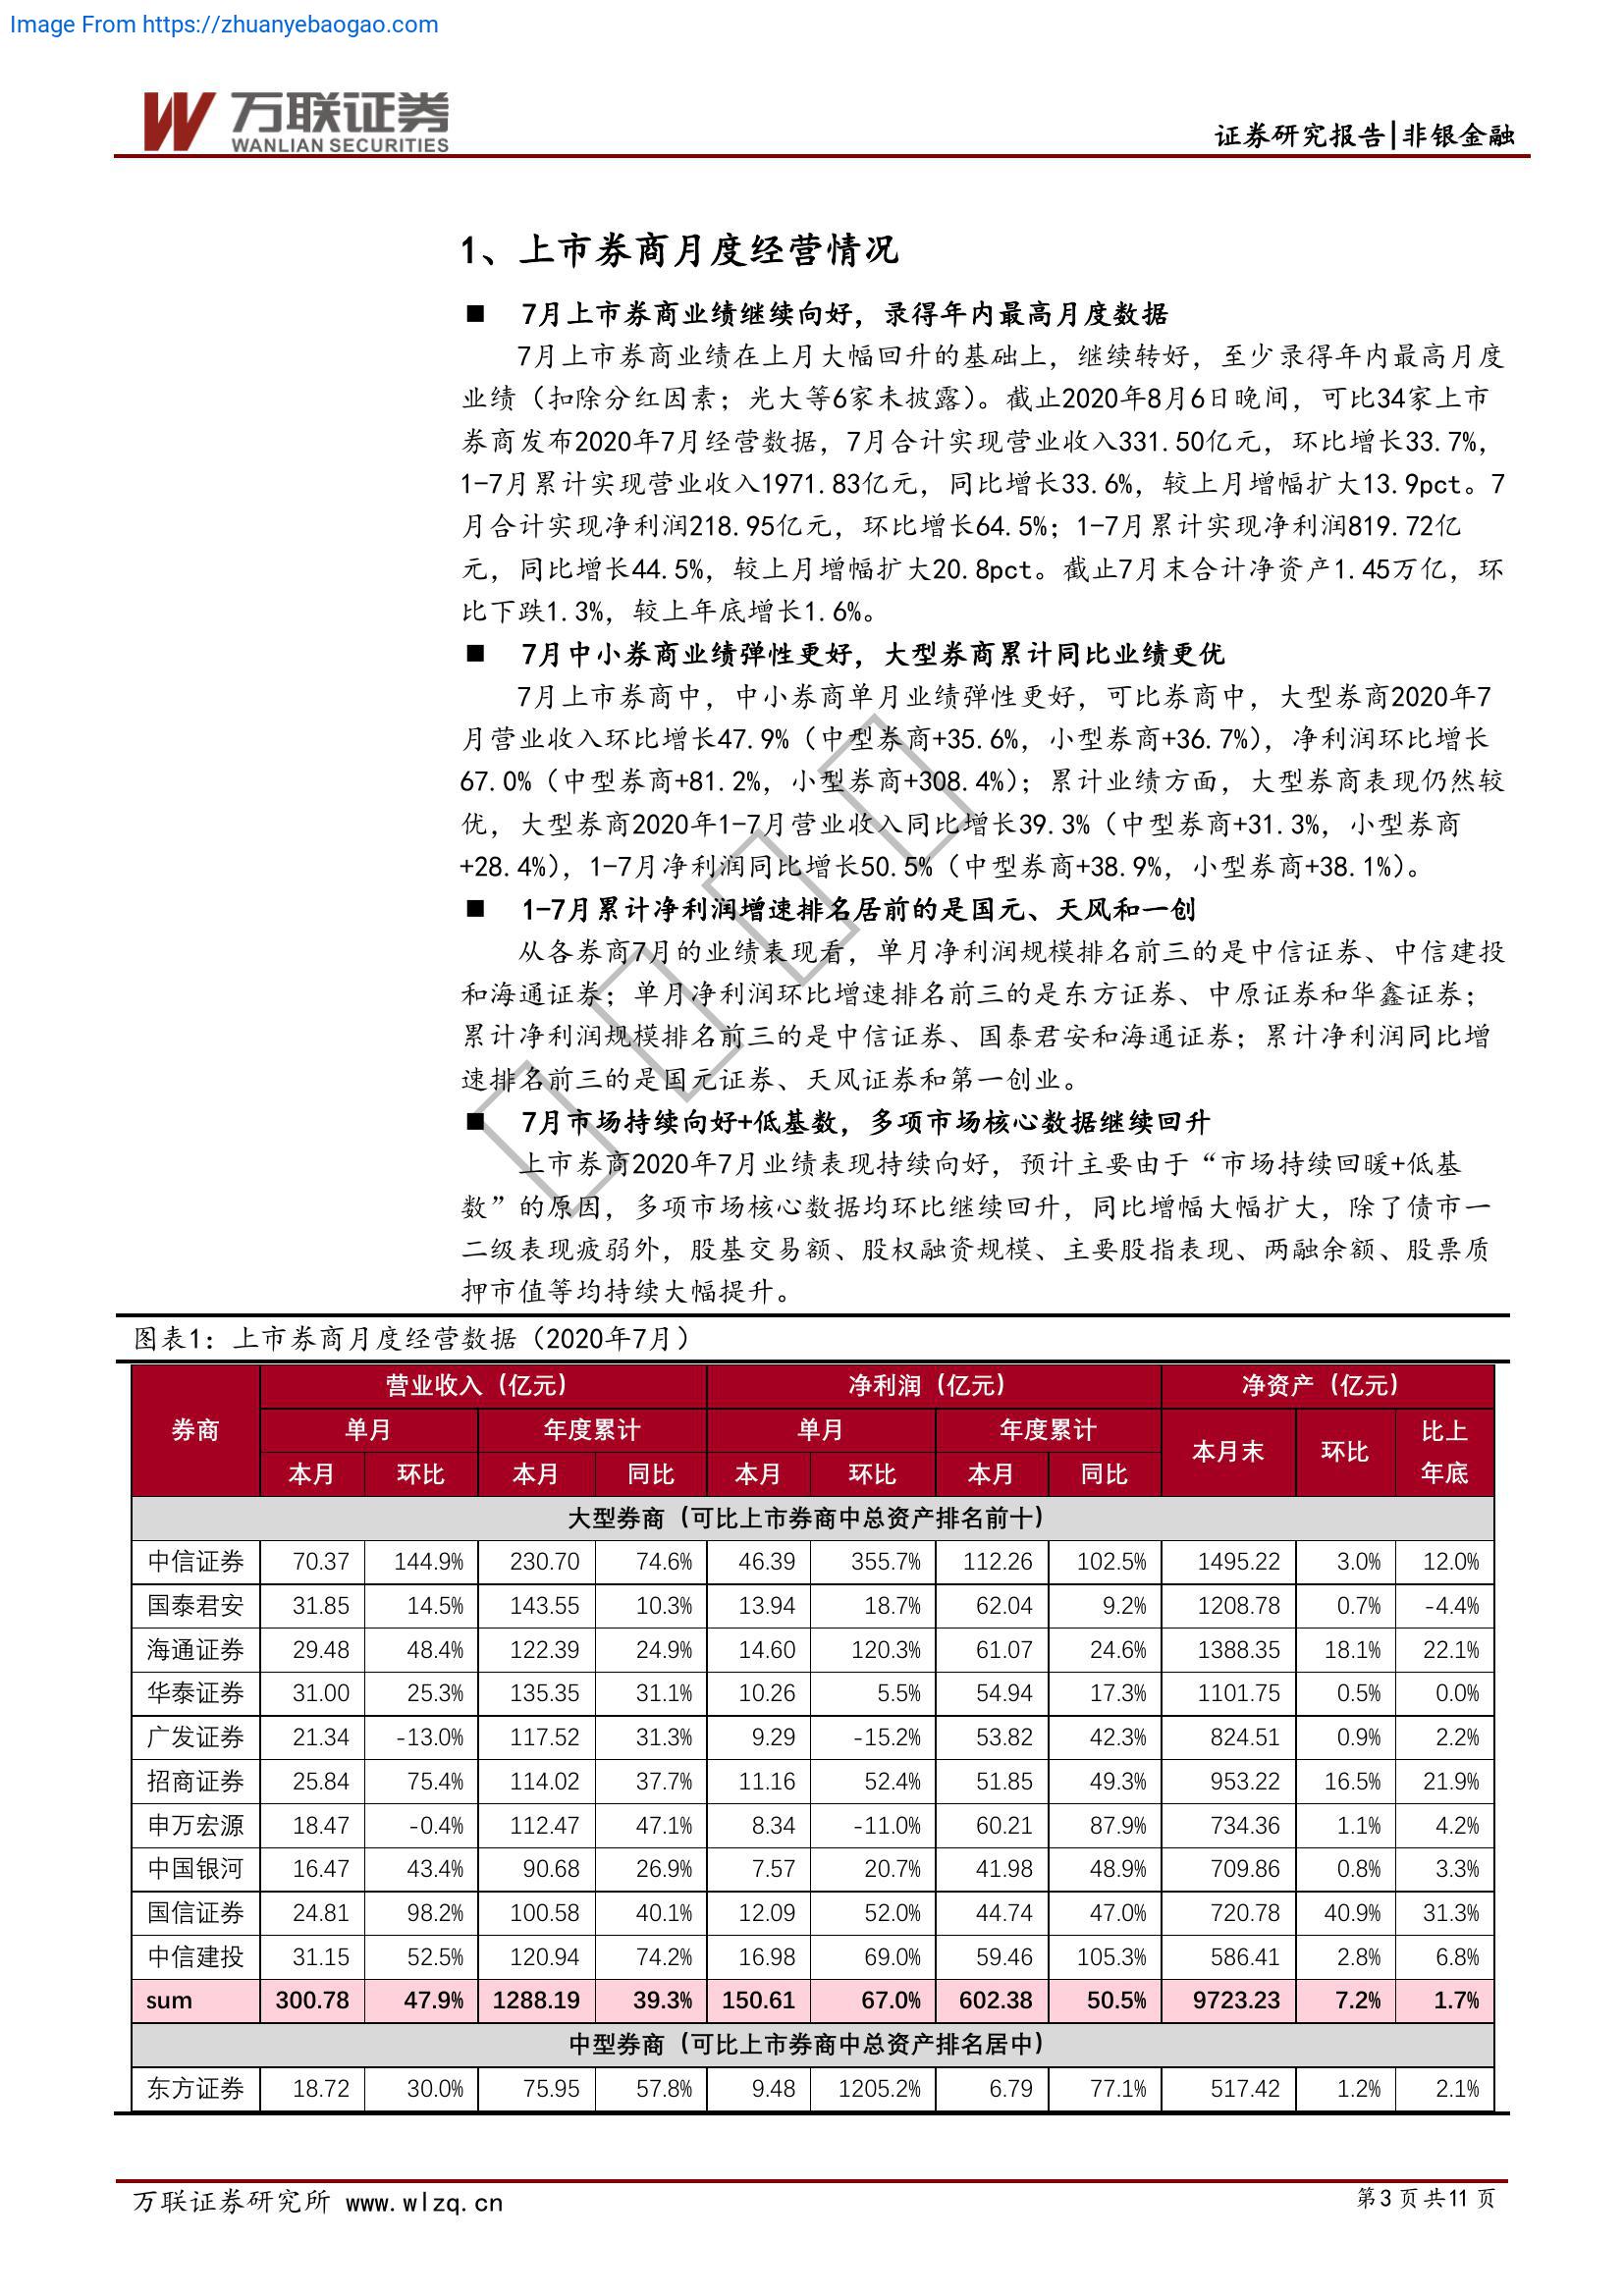 Image From https://zhuanyebaogao.com
万联证券
WANLIAN SECURITIES
证券研究报告|非银金融
1、上市券商月度经营情况
■ 7月上市券商业绩继续向好，录得年内最高月度数据
7月上市券商业绩在上月大幅回升的基础上，继续转好，至少录得年内最高月度
业绩（扣除分红因素；光大等6家未披露）。截止2020年8月6日晚间，可比34家上市
券商发布2020年7月经营数据，7月合计实现营业收入331.50亿元，环比增长33.7%，
1-7月累计实现营业收入1971.83亿元，同比增长33.6%，较上月增幅扩大13.9pct。7
月合计实现净利润218.95亿元，环比增长64.5%；1-7月累计实现净利润819.72亿
元，同比增长44.5%，较上月增幅扩大20.8pct。截止7月末合计净资产1.45万亿，环
比下跌1.3%，较上年底增长1.6%。
■ 7月中小券商业绩弹性更好，大型券商累计同比业绩更优
7月上市券商中，中小券商单月业绩弹性更好，可比券商中，大型券商2020年7
月营业收入环比增长47.9%（中型券商+35.6%，小型券商+36.7%），净利润环比增长
67.0%（中型券商+81.2%，小型券商+308.4%）；累计业绩方面，大型券商表现仍然较
优，大型券商2020年1-7月营业收入同比增长39.3%（中型券商+31.3%，小型券商
+28.4%），1-7月净利润同比增长50.5%（中型券商+38.9%，小型券商+38.1%）。
■ 1-7月累计净利润增速排名居前的是国元、天风和一创
从各券商7月的业绩表现看，单月净利润规模排名前三的是中信证券、中信建投
和海通证券；单月净利润环比增速排名前三的是东方证券、中原证券和华鑫证券；
累计净利润规模排名前三的是中信证券、国泰君安和海通证券；累计净利润同比增
速排名前三的是国元证券、天风证券和第一创业。
■ 7月市场持续向好+低基数，多项市场核心数据继续回升
上市券商2020年7月业绩表现持续向好，预计主要由于“市场持续回暖+低基
数”的原因，多项市场核心数据均环比继续回升，同比增幅大幅扩大，除了债市一
二级表现疲弱外，股基交易额、股权融资规模、主要股指表现、两融余额、股票质
押市值等均持续大幅提升。
图表1：上市券商月度经营数据（2020年7月）
券商 营业收入（亿元） 净利润（亿元） 净资产（亿元）
单月 年度累计 单月 年度累计 本月末 环比 比上年底
本月 环比 本月 同比 本月 环比 本月 同比
大型券商（可比上市券商中总资产排名前十）
中信证券 70.37 144.9% 230.70 74.6% 46.39 355.7% 112.26 102.5% 1495.22 3.0% 12.0%
国泰君安 31.85 14.5% 143.55 10.3% 13.94 18.7% 62.04 9.2% 1208.78 0.7% -4.4%
海通证券 29.48 48.4% 122.39 24.9% 14.60 120.3% 61.07 24.6% 1388.35 18.1% 22.1%
华泰证券 31.00 25.3% 135.35 31.1% 10.26 5.5% 54.94 17.3% 1101.75 0.5% 0.0%
广发证券 21.34 -13.0% 117.52 31.3% 9.29 -15.2% 53.82 42.3% 824.51 0.9% 2.2%
招商证券 25.84 75.4% 114.02 37.7% 11.16 52.4% 51.85 49.3% 953.22 16.5% 21.9%
申万宏源 18.47 -0.4% 112.47 47.1% 8.34 -11.0% 60.21 87.9% 734.36 1.1% 4.2%
中国银河 16.47 43.4% 90.68 26.9% 7.57 20.7% 41.98 48.9% 709.86 0.8% 3.3%
国信证券 24.81 98.2% 100.58 40.1% 12.09 52.0% 44.74 47.0% 720.78 40.9% 31.3%
中信建投 31.15 52.5% 120.94 74.2% 16.98 69.0% 59.46 105.3% 586.41 2.8% 6.8%
sum 300.78 47.9% 1288.19 39.3% 150.61 67.0% 602.38 50.5% 9723.23 7.2% 1.7%
中型券商（可比上市券商中总资产排名居中）
东方证券 18.72 30.0% 75.95 57.8% 9.48 1205.2% 6.79 77.1% 517.42 1.2% 2.1%
万联证券研究所 www.wlzq.cn
第 3 页 共 11 页